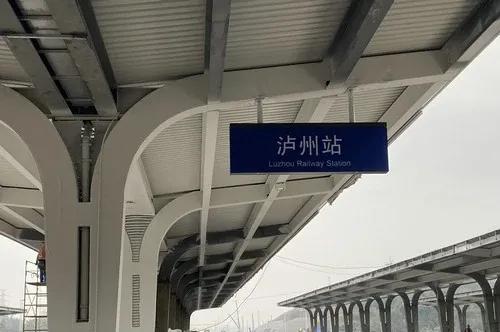 泸州站
Luzhou Railway Station